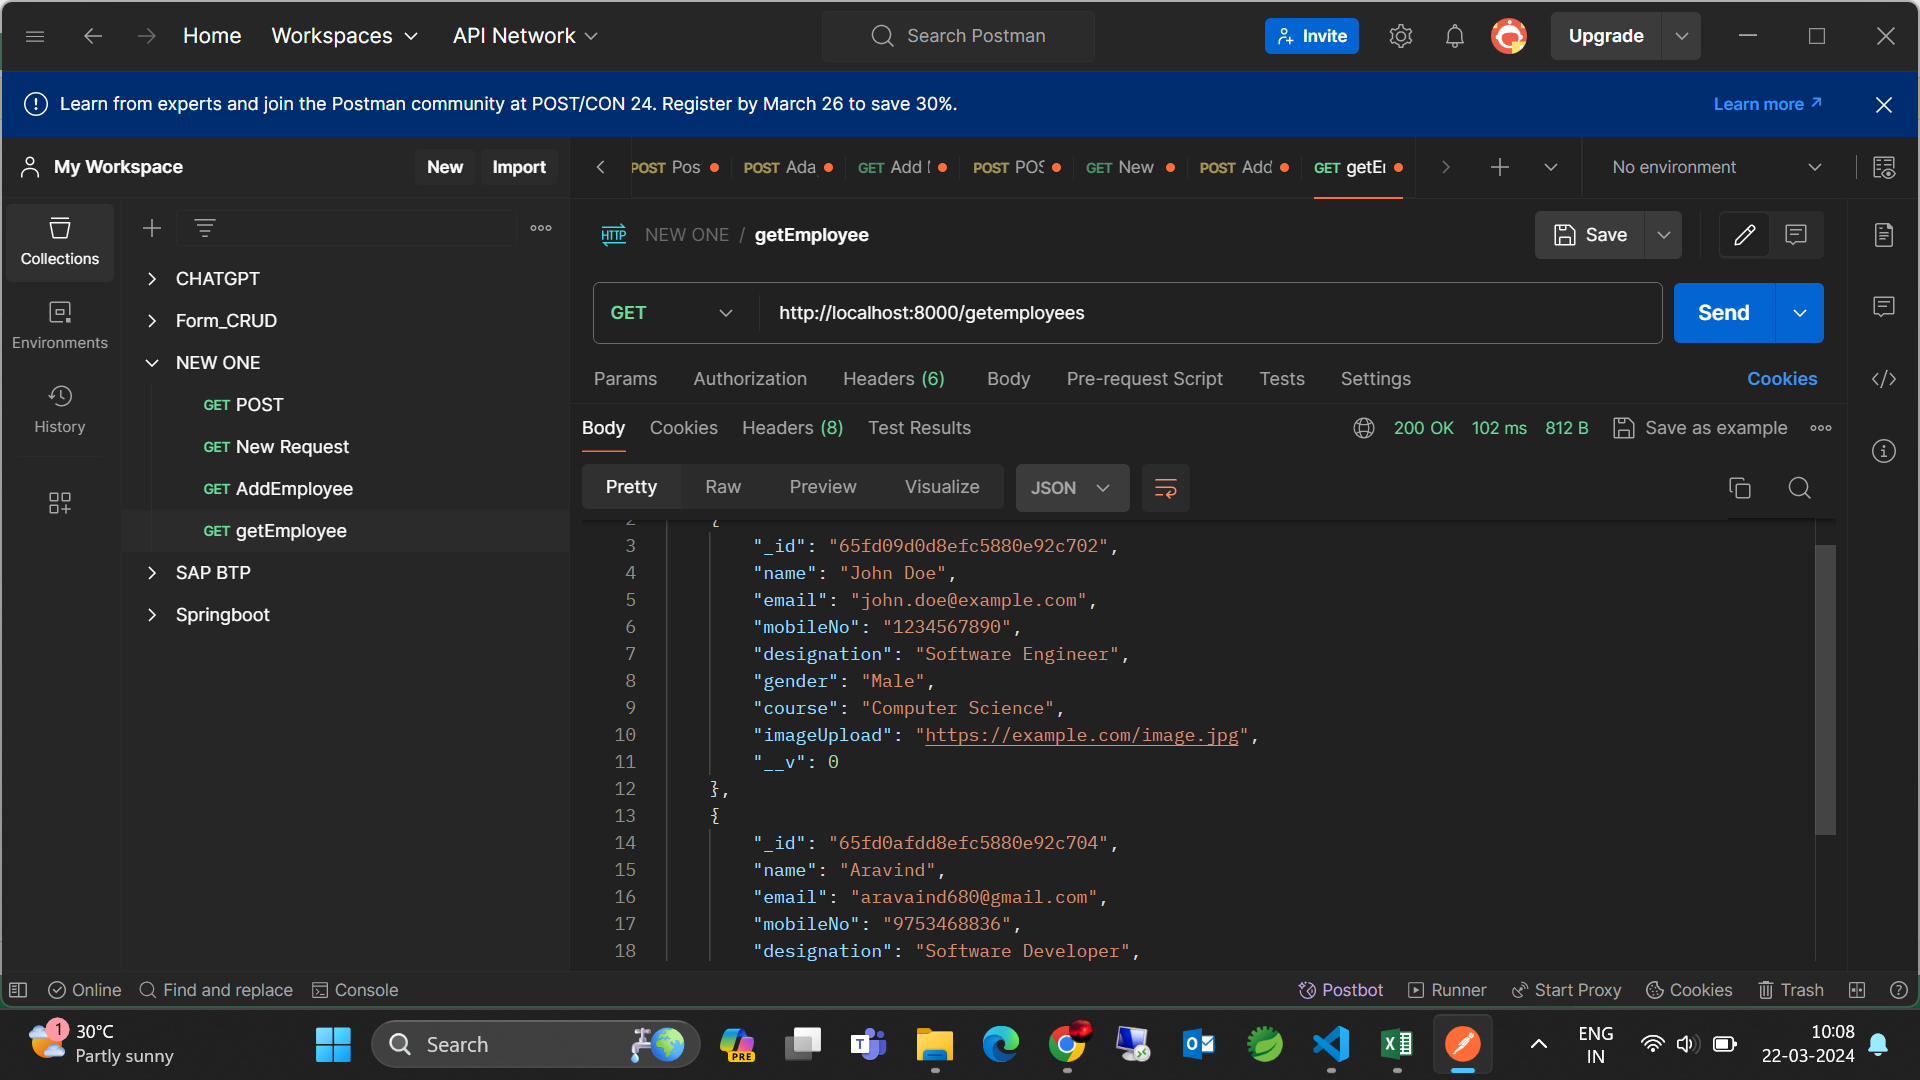 Home Workspaces API Network Search Postman Invite Upgrade
Learn from experts and join the Postman community at POST/CON 24. Register by March 26 to save 30%. Learn more
My Workspace New Import POST Pos POST Ada GET Add POST POS GET New POST Add GET getEı No environment
Collections
Environments
History
CHATGPT
Form_CRUD
NEW ONE
GET POST
GET New Request
GET AddEmployee
GET getEmployee
SAP BTP
Springboot
HTTP NEW ONE / getEmployee Save
GET http://localhost:8000/getemployees Send
Params Authorization Headers (6) Body Pre-request Script Tests Settings Cookies
Body Cookies Headers (8) Test Results 200 OK 102 ms 812 B Save as example
Pretty Raw Preview Visualize JSON
2 {
3 "_id": "65fd09d0d8efc5880e92c702",
4 "name": "John Doe",
5 "email": "john.doe@example.com",
6 "mobileNo": "1234567890",
7 "designation": "Software Engineer",
8 "gender": "Male",
9 "course": "Computer Science",
10 "imageUpload": "https://example.com/image.jpg",
11 "__v": 0
12 },
13 {
14 "_id": "65fd0afdd8efc5880e92c704",
15 "name": "Aravind",
16 "email": "aravaind680@gmail.com",
17 "mobileNo": "9753468836",
18 "designation": "Software Developer",
Online Find and replace Console Postbot Runner Start Proxy Cookies Trash
1 30°C
Partly sunny
Search
PRE
ENG
IN
10:08
22-03-2024